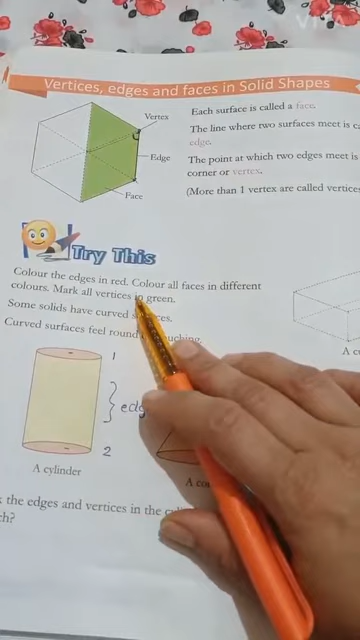 VITA
Vertices, edges and faces in Solid Shapes
Vertex
Edge
Face
Each surface is called a face.
The line where two surfaces meet is
edge.
The point at which two edges meet is
corner or vertex.
(More than 1 vertex are called vertices
Try This
Colour the edges in red. Colour all faces in different
colours. Mark all vertices in green.
Some solids have curved
Curved surfaces feel round
1
edg
2
A cylinder
A
A
the edges and vertices in the